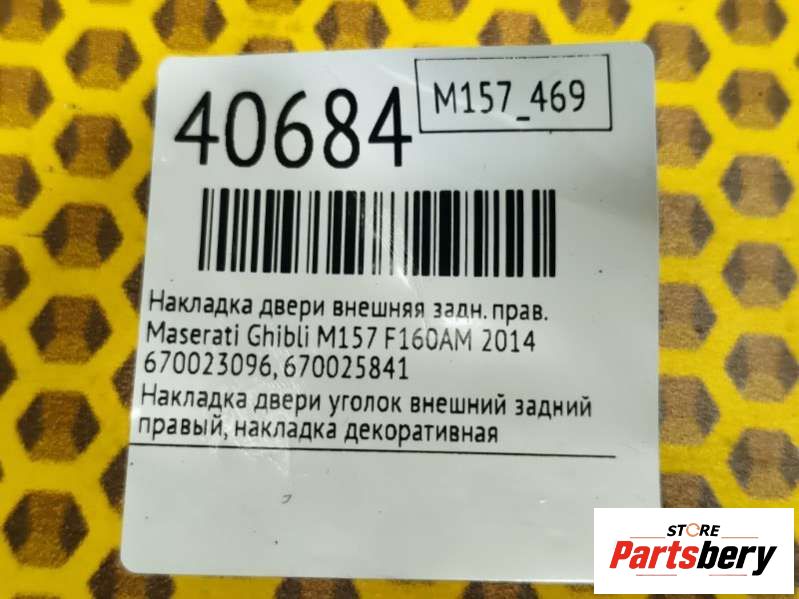 40684
M157_469
Накладка двери внешняя задн. прав.
Maserati Ghibli M157 F160AM 2014
670023096, 670025841
Накладка двери уголок внешний задний
правый, накладка декоративная
STORE
Partsbery